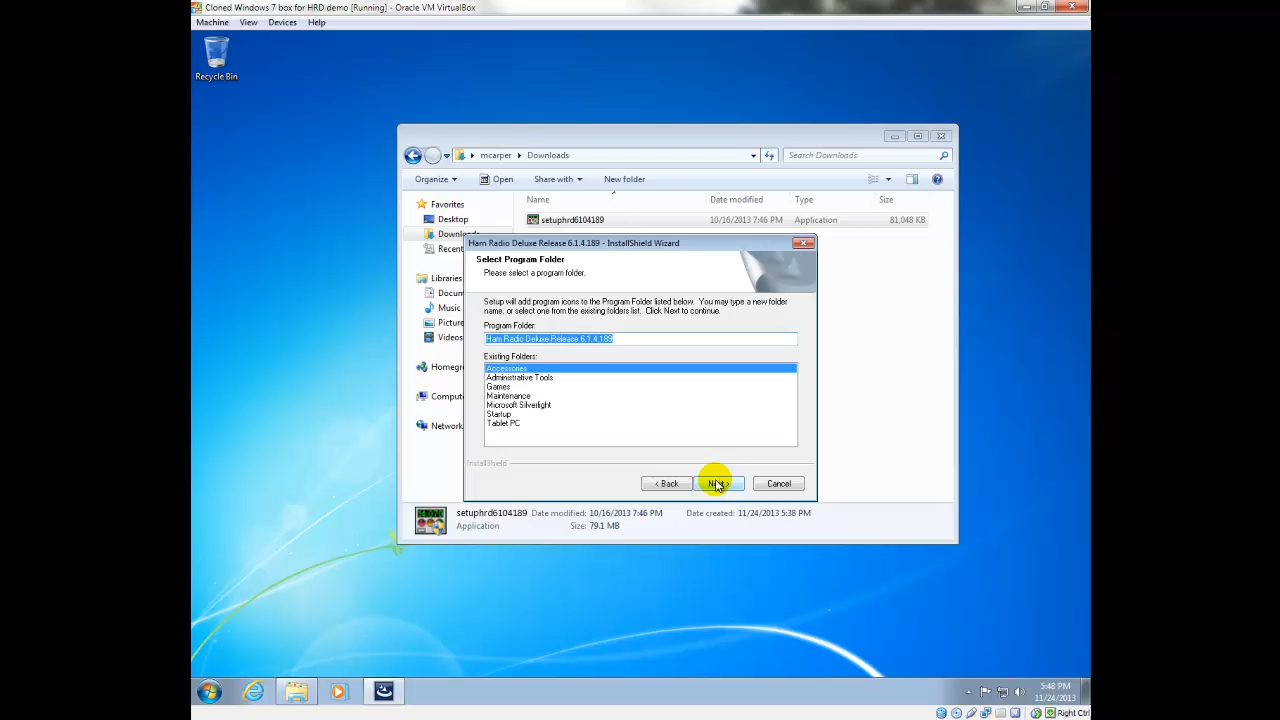 Cloned Windows 7 box for HRD demo [Running] - Oracle VM VirtualBox
Machine View Devices Help
Recycle Bin
mcarper Downloads Search Downloads
Organize Open Share with New folder
Name Date modified Type Size
Favorites
Desktop
setuphrd6104189 10/16/2013 7:46 PM Application 81,048 KB
Ham Radio Deluxe Release 6.1.4.189 - InstallShield Wizard
Select Program Folder
Please select a program folder.
Libraries
Setup will add program icons to the Program Folder listed below. You may type a new folder
name, or select one from the existing folders list. Click Next to continue.
Music
Program Folder:
Ham Radio Deluxe Release 6.1.4.189
Videos
Existing Folders:
Accessories
Administrative Tools
Games
Maintenance
Microsoft Silverlight
Startup
Tablet PC
Network
InstallShield
< Back Next > Cancel
setuphrd6104189 Date modified: 10/16/2013 7:46 PM Date created: 11/24/2013 5:38 PM
Application Size: 79.1 MB
5:48 PM
11/24/2013
Right Ctrl